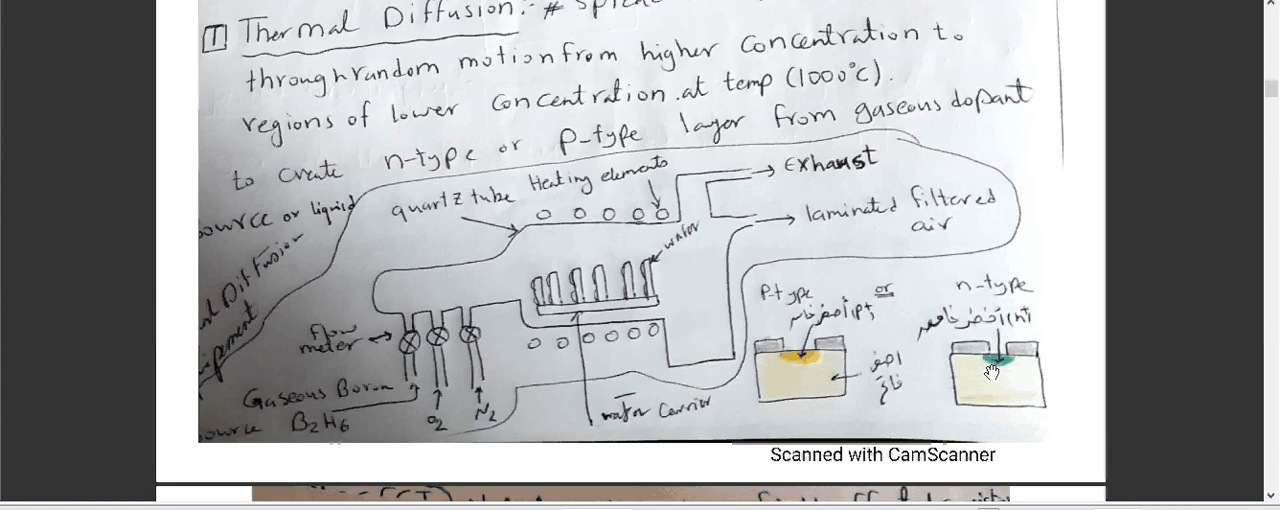 1 Thermal Diffusion:- #
through random motion from higher Concentration to
regions of lower Concentration. at temp (1000°C).
to create n-type or p-type layer from gaseous dopant
source or liquid
quartz tube Heating elements
Exhaust
laminated filtered
air
wafer
Diffusion
Flow
meter
Gaseous Boron
source B2H6
O2
N2
wafer Carrier
P-type or n-type
(p+)
(n+)
Scanned with CamScanner